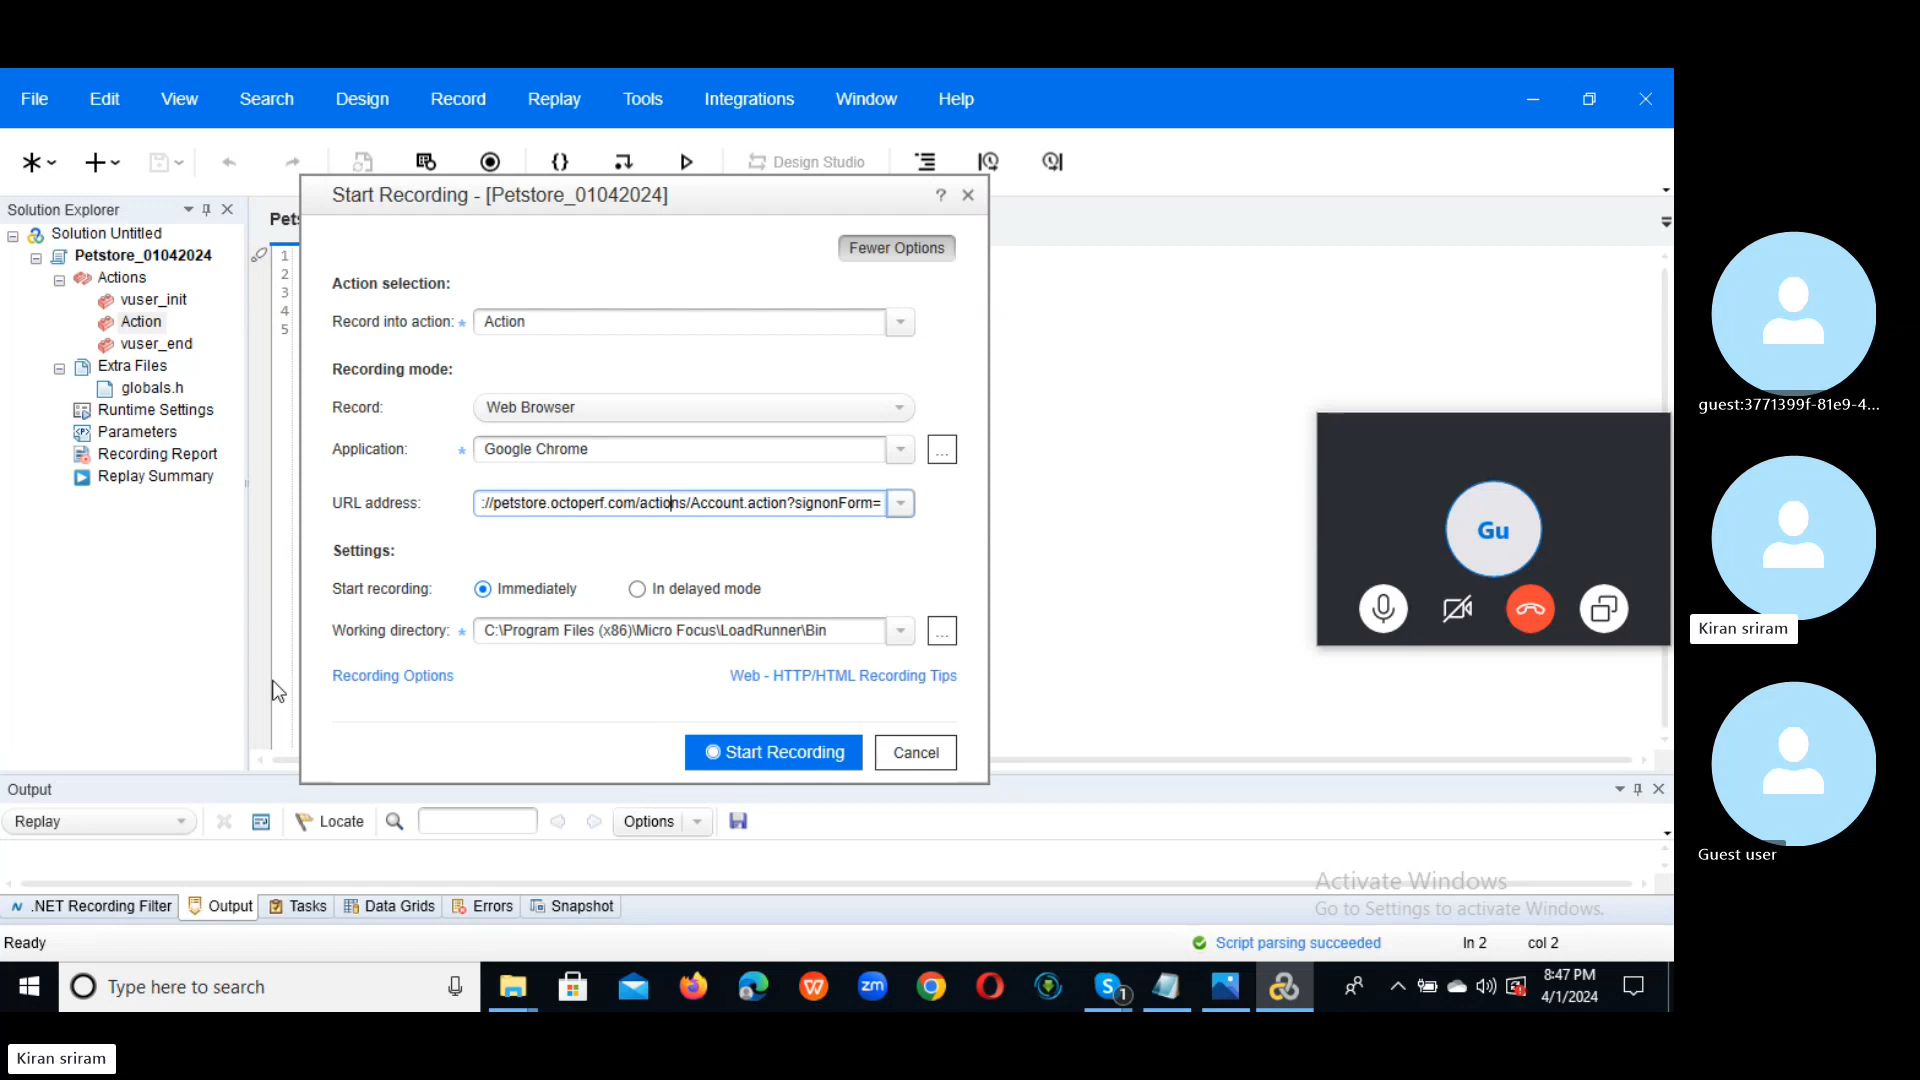 File Edit View Search Design Record Replay Tools Integrations Window Help
Design Studio
Solution Explorer
Solution Untitled
Petstore_01042024
Actions
vuser_init
Action
vuser_end
Extra Files
globals.h
Runtime Settings
Parameters
Recording Report
Replay Summary
Pets
1
2
3
4
5
Start Recording - [Petstore_01042024]
?
Fewer Options
Action selection:
Record into action: * Action
Recording mode:
Record: Web Browser
Application: * Google Chrome ...
URL address: ://petstore.octoperf.com/actions/Account.action?signonForm=
Settings:
Start recording: Immediately In delayed mode
Working directory: * C:\Program Files (x86)\Micro Focus\LoadRunner\Bin ...
Recording Options Web - HTTP/HTML Recording Tips
Start Recording Cancel
Gu
guest:3771399f-81e9-4...
Kiran sriram
Guest user
Output
Replay Locate Options
Activate Windows
Go to Settings to activate Windows.
.NET Recording Filter Output Tasks Data Grids Errors Snapshot
Ready Script parsing succeeded ln 2 col 2
Type here to search
W
zm
S 1
8:47 PM
4/1/2024
Kiran sriram